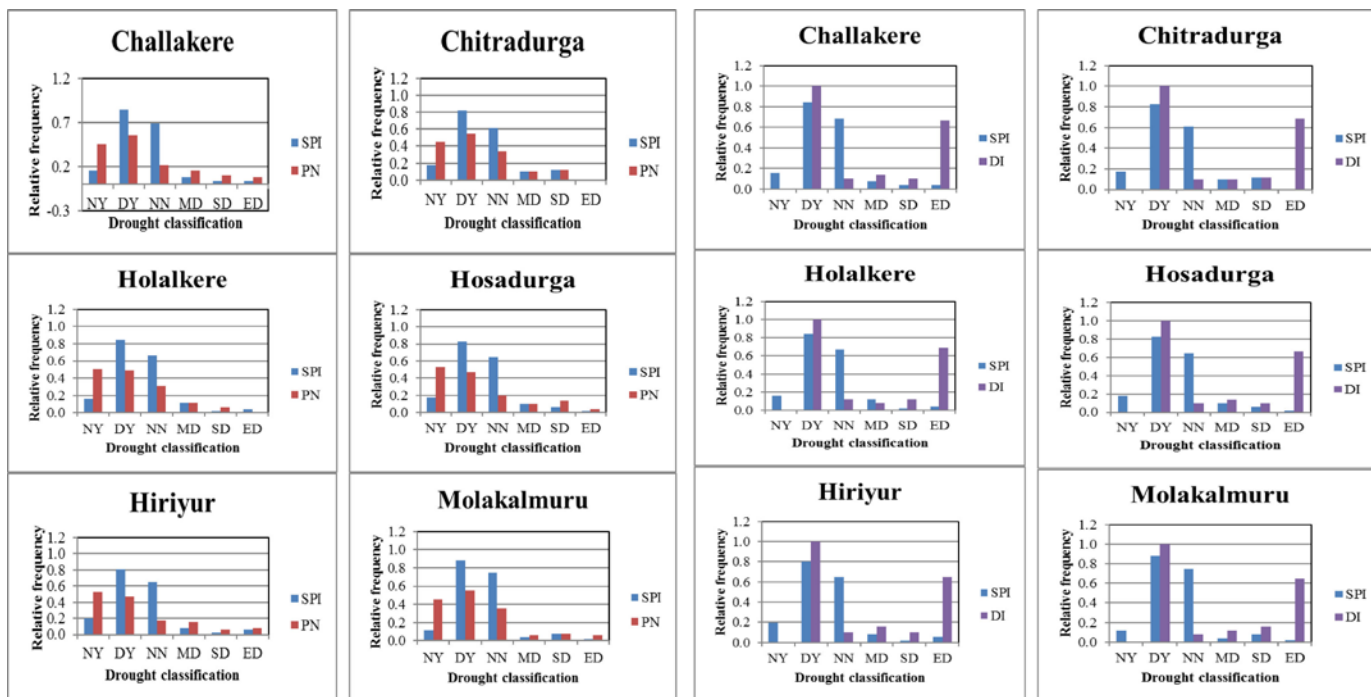 Challakere
Relative frequency
1.2
0.7
0.2
-0.3
NY DY NN MD SD ED
Drought classification
SPI
PN
Chitradurga
Relative frequency
1.2
1.0
0.8
0.6
0.4
0.2
0.0
NY DY NN MD SD ED
Drought classification
SPI
PN
Challakere
Relative frequency
1.2
1.0
0.8
0.6
0.4
0.2
0.0
NY DY NN MD SD ED
Drought classification
SPI
DI
Chitradurga
Relative frequency
1.2
1.0
0.8
0.6
0.4
0.2
0.0
NY DY NN MD SD ED
Drought classification
SPI
DI
Holalkere
Relative frequency
1.2
1.0
0.8
0.6
0.4
0.2
0.0
NY DY NN MD SD ED
Drought classification
SPI
PN
Hosadurga
Relative frequency
1.2
1.0
0.8
0.6
0.4
0.2
0.0
NY DY NN MD SD ED
Drought classification
SPI
PN
Holalkere
Relative frequency
1.2
1.0
0.8
0.6
0.4
0.2
0.0
NY DY NN MD SD ED
Drought classification
SPI
DI
Hosadurga
Relative frequency
1.2
1.0
0.8
0.6
0.4
0.2
0.0
NY DY NN MD SD ED
Drought classification
SPI
DI
Hiriyur
Relative frequency
1.2
1.0
0.8
0.6
0.4
0.2
0.0
NY DY NN MD SD ED
Drought classification
SPI
PN
Molakalmuru
Relative frequency
1.2
1.0
0.8
0.6
0.4
0.2
0.0
NY DY NN MD SD ED
Drought classification
SPI
PN
Hiriyur
Relative frequency
1.2
1.0
0.8
0.6
0.4
0.2
0.0
NY DY NN MD SD ED
Drought classification
SPI
DI
Molakalmuru
Relative frequency
1.2
1.0
0.8
0.6
0.4
0.2
0.0
NY DY NN MD SD ED
Drought classification
SPI
DI